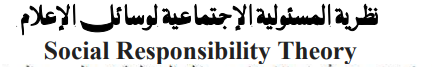 نظرية المسئولية الإجتماعية لوسائل الإعلام
Social Responsibility Theory